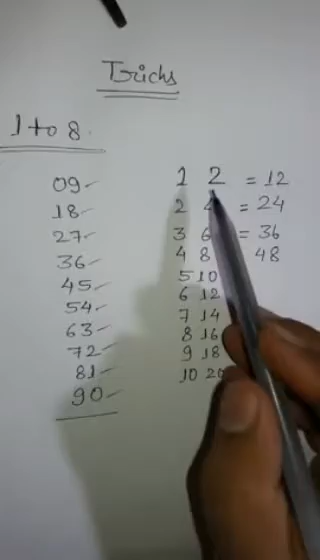 Tricks
1 to 8.
09
18
27
36
45
54
63
72
81
90
1 2 = 12
2 4 = 24
3 6 = 36
4 8 48
5 10
6 12
7 14
8 16
9 18
10 20